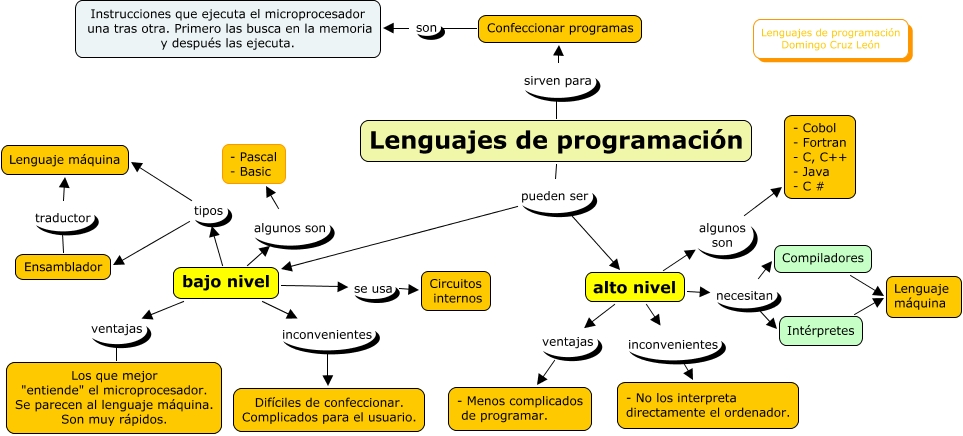 Instrucciones que ejecuta el microprocesador
una tras otra. Primero las busca en la memoria
y después las ejecuta.
son
Confeccionar programas
Lenguajes de programación
Domingo Cruz León
sirven para
Lenguajes de programación
pueden ser
Lenguaje máquina
traductor
Ensamblador
tipos
- Pascal
- Basic
algunos son
bajo nivel
se usa
Circuitos
internos
ventajas
Los que mejor
"entiende" el microprocesador.
Se parecen al lenguaje máquina.
Son muy rápidos.
inconvenientes
Difíciles de confeccionar.
Complicados para el usuario.
alto nivel
algunos
son
- Cobol
- Fortran
- C, C++
- Java
- C #
necesitan
Compiladores
Intérpretes
Lenguaje
máquina
ventajas
- Menos complicados
de programar.
inconvenientes
- No los interpreta
directamente el ordenador.